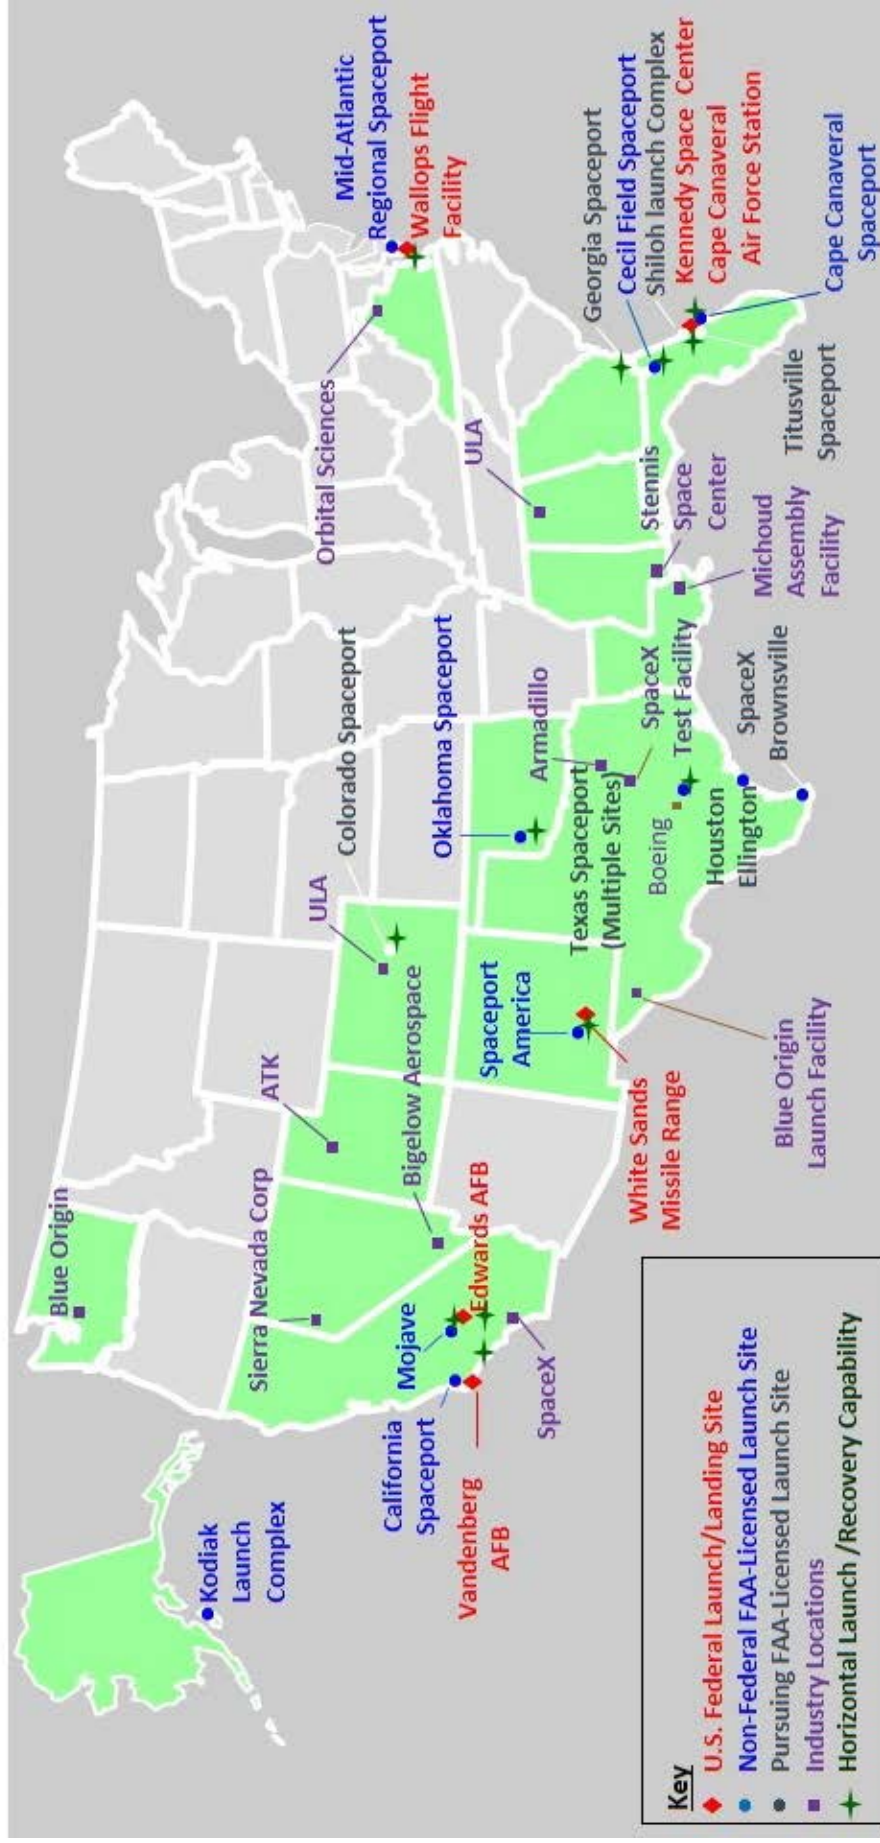 Kodiak
Launch
Complex
Blue Origin
Sierra Nevada Corp
ATK
Bigelow Aerospace
ULA
Colorado Spaceport
California
Spaceport
Mojave
Edwards AFB
Vandenberg
AFB
SpaceX
Spaceport
America
White Sands
Missile Range
Oklahoma Spaceport
Armadillo
Texas Spaceport
(Multiple Sites)
SpaceX
Test Facility
Boeing
Houston
Ellington
SpaceX
Brownsville
Blue Origin
Launch Facility
Orbital Sciences
ULA
Stennis
Space
Center
Michoud
Assembly
Facility
Mid-Atlantic
Regional Spaceport
Wallops Flight
Facility
Georgia Spaceport
Cecil Field Spaceport
Shiloh launch Complex
Kennedy Space Center
Cape Canaveral
Air Force Station
Titusville
Spaceport
Cape Canaveral
Spaceport
Key
U.S. Federal Launch/Landing Site
Non-Federal FAA-Licensed Launch Site
Pursuing FAA-Licensed Launch Site
Industry Locations
Horizontal Launch /Recovery Capability